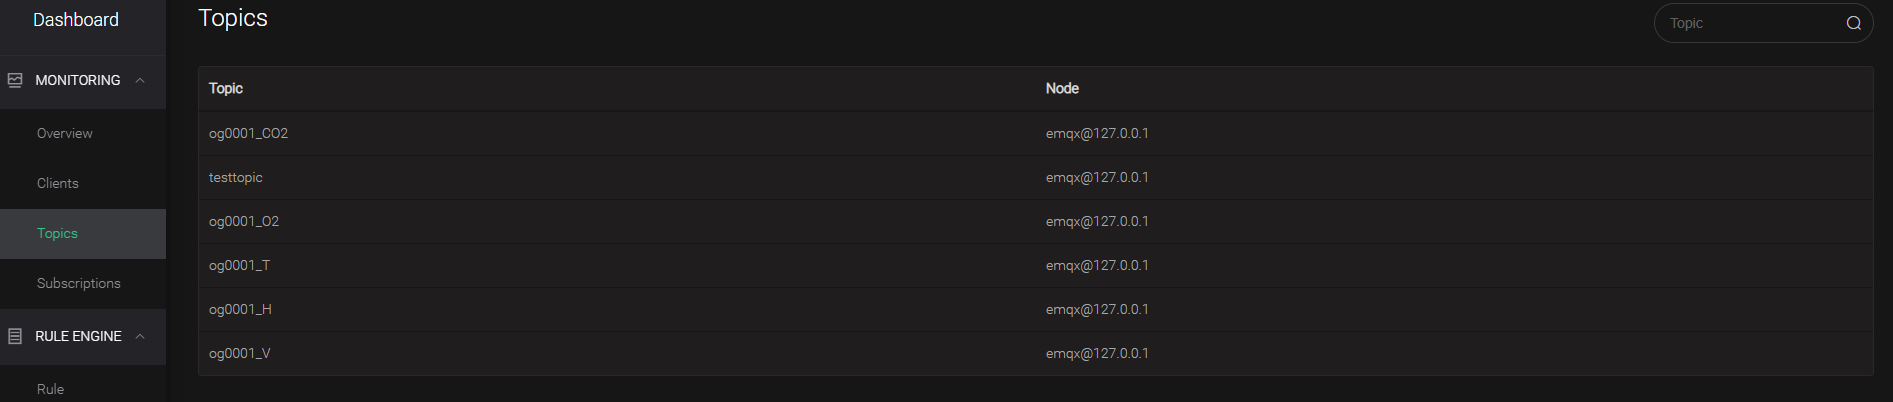 Dashboard
MONITORING
Overview
Clients
Topics
Subscriptions
RULE ENGINE
Rule
Topics
Topic
Topic Node
og0001_CO2 emqx@127.0.0.1
testtopic emqx@127.0.0.1
og0001_O2 emqx@127.0.0.1
og0001_T emqx@127.0.0.1
og0001_H emqx@127.0.0.1
og0001_V emqx@127.0.0.1